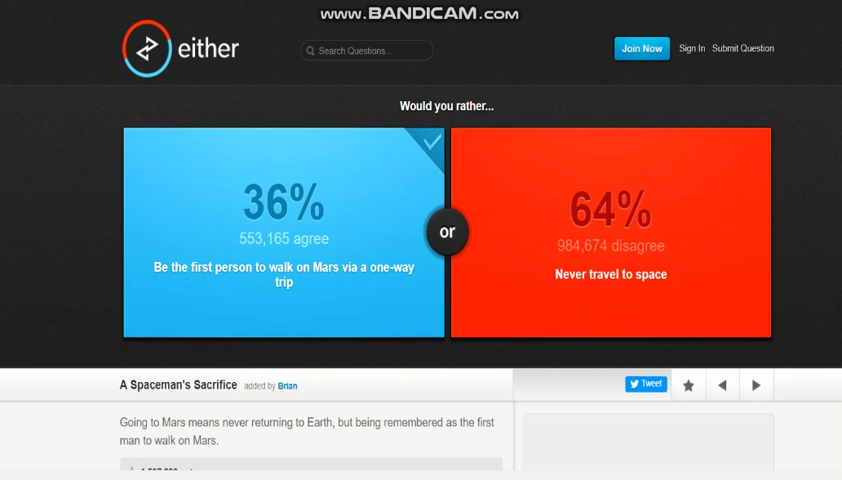 www.BANDICAM.com
either
Search Questions...
Join Now
Sign In
Submit Question
Would you rather...
36%
553,165 agree
Be the first person to walk on Mars via a one-way
trip
or
64%
984,674 disagree
Never travel to space
A Spaceman's Sacrifice
added by Brian
Tweet
Going to Mars means never returning to Earth, but being remembered as the first
man to walk on Mars.